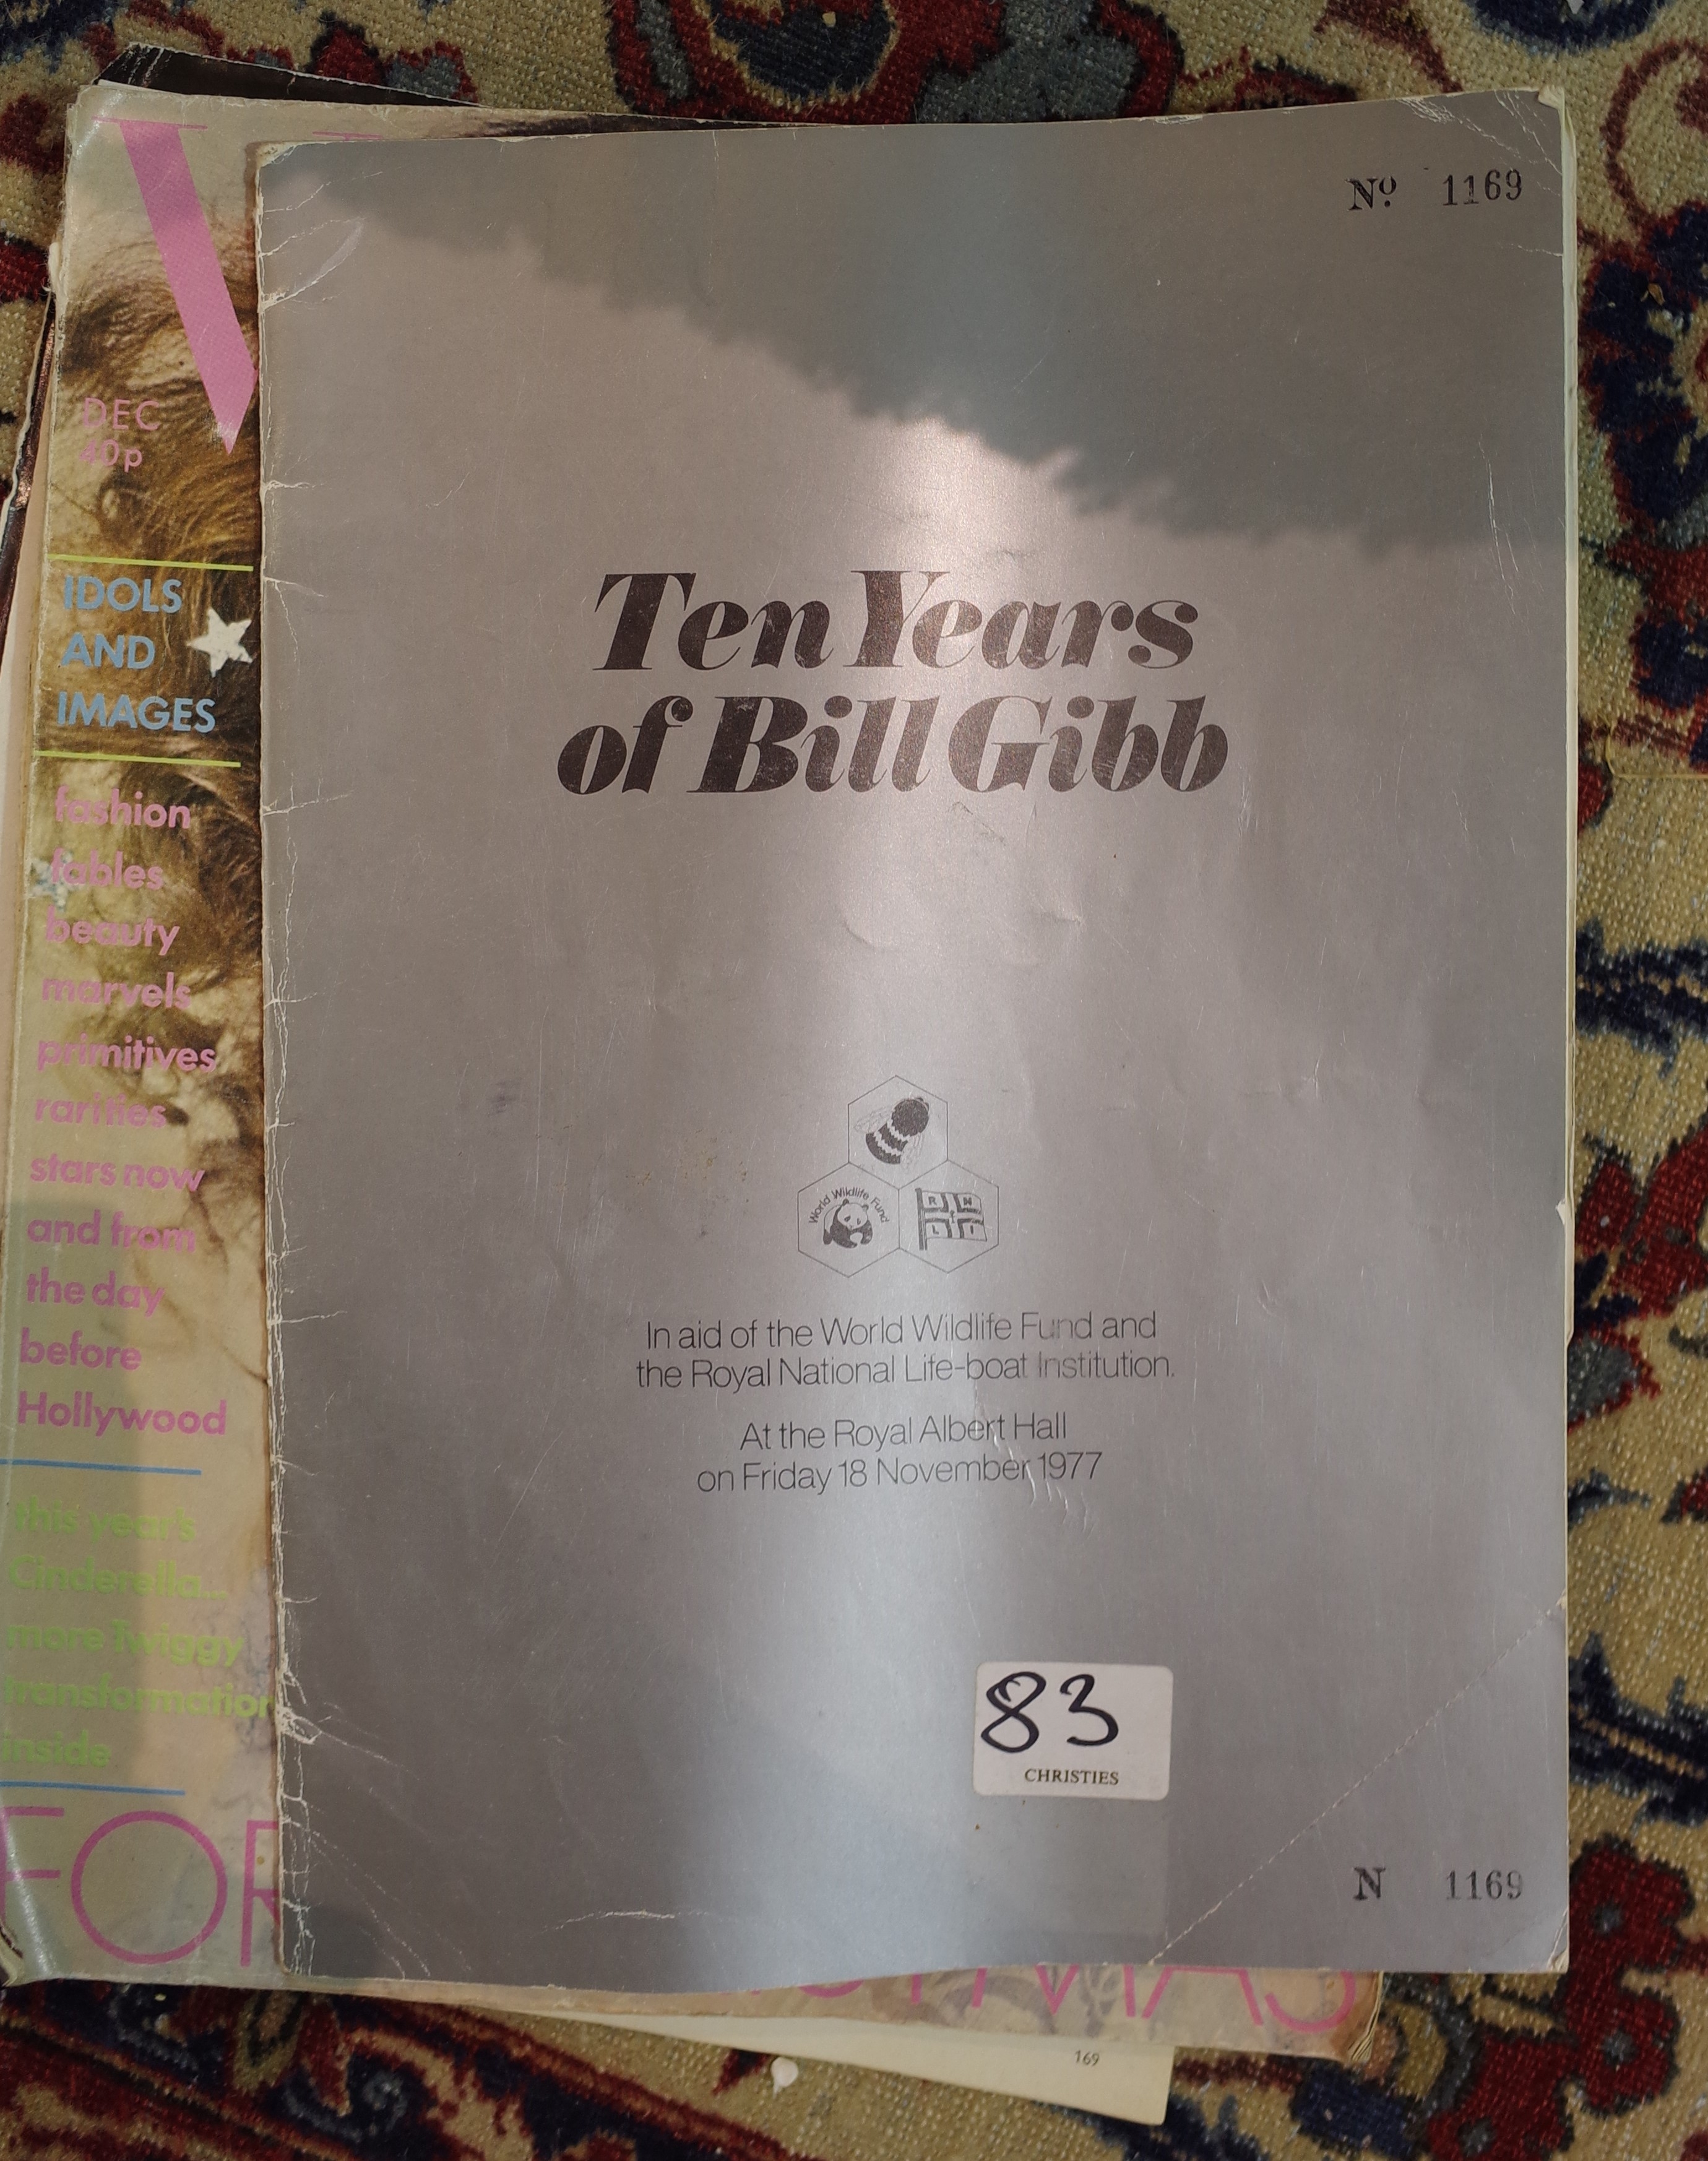 Nº 1169
Ten Years
of Bill Gibb
World Wildlife Fund
R N
L I
In aid of the World Wildlife Fund and
the Royal National Life-boat Institution.
At the Royal Albert Hall
on Friday 18 November 1977
83
CHRISTIES
N 1169
V
DEC
40p
IDOLS
AND
IMAGES
fashion
fables
beauty
marvels
primitives
rarities
stars now
and from
the day
before
Hollywood
this year's
Cinderella...
more Twiggy
transformation
inside
FOR
169